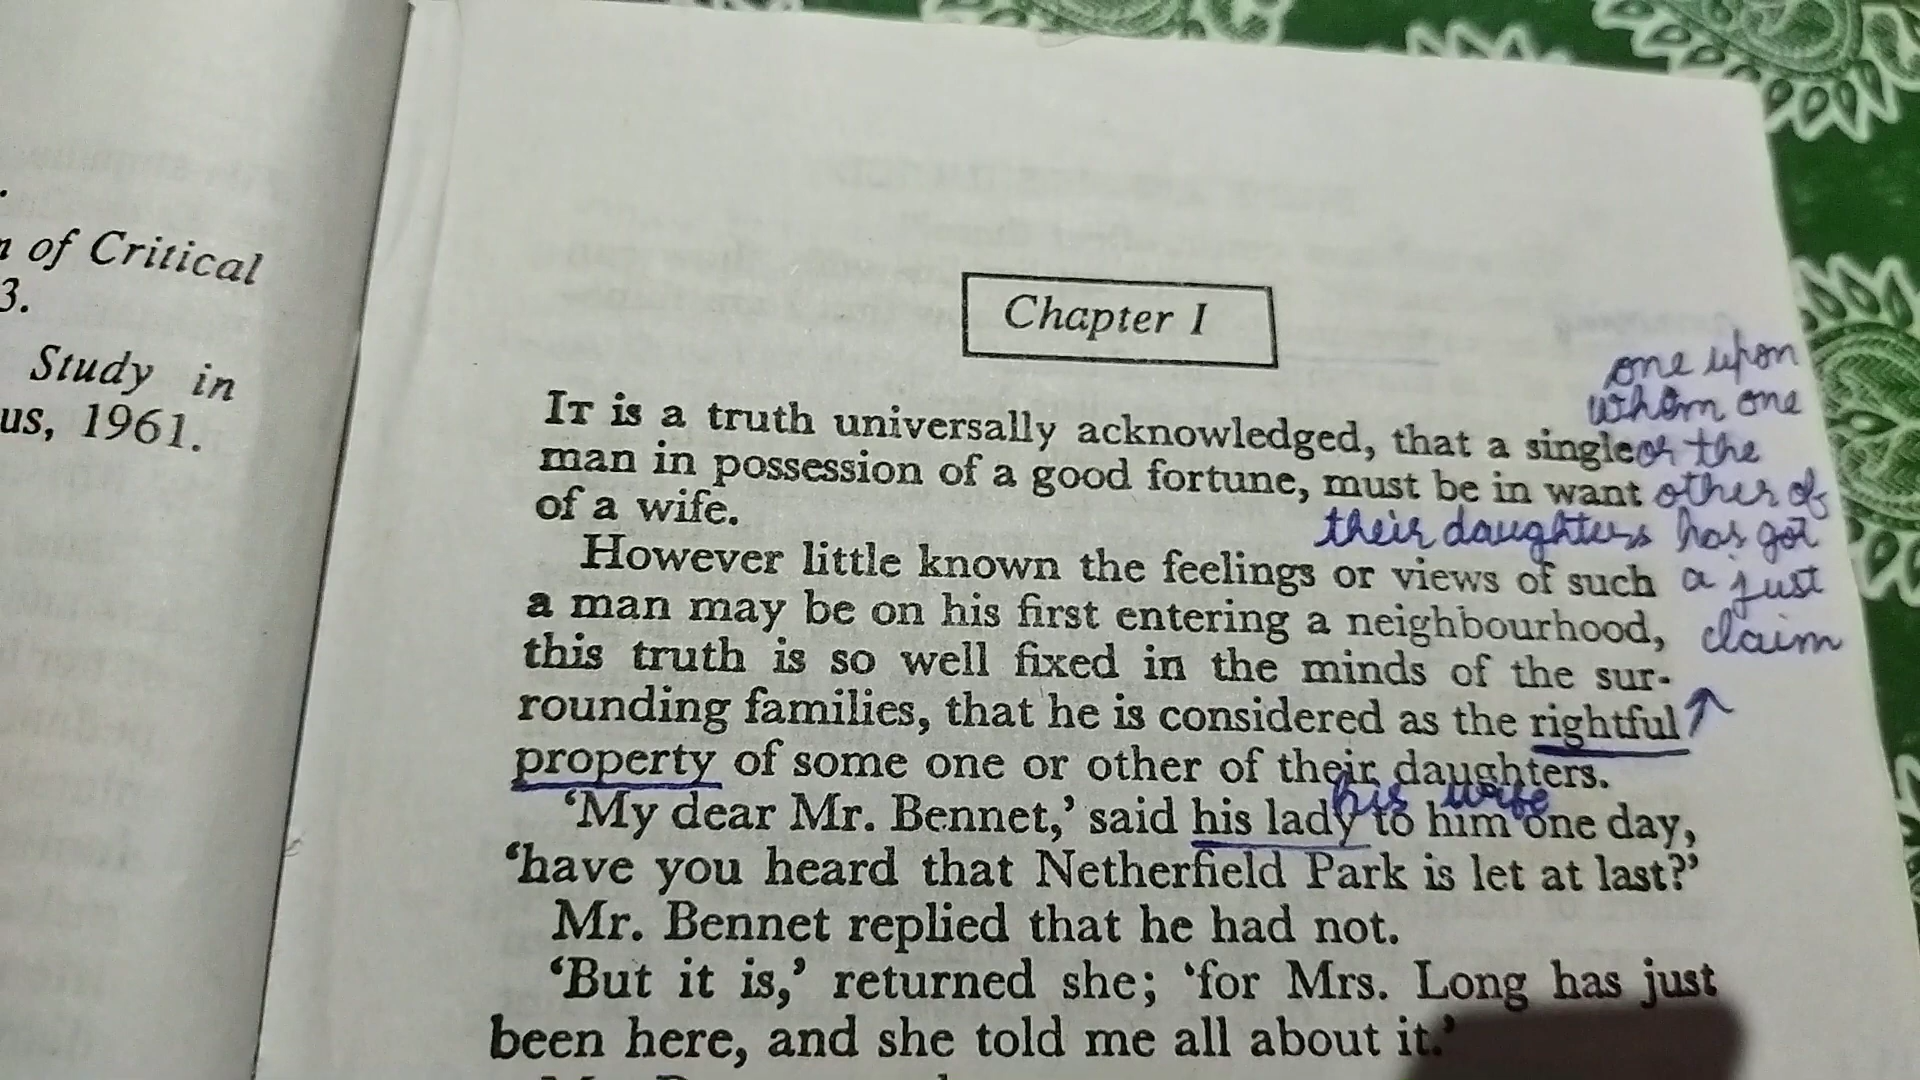 of Critical
3.
Study in
us, 1961.
Chapter I
one upon
whom one
or the
other of
their daughters has got
a just
claim
IT is a truth universally acknowledged, that a single
man in possession of a good fortune, must be in want
of a wife.
However little known the feelings or views of such
a man may be on his first entering a neighbourhood,
this truth is so well fixed in the minds of the sur-
rounding families, that he is considered as the rightful
property of some one or other of their daughters.
his wife
‘My dear Mr. Bennet,’ said his lady to him one day,
‘have you heard that Netherfield Park is let at last?’
Mr. Bennet replied that he had not.
‘But it is,’ returned she; ‘for Mrs. Long has just
been here, and she told me all about it.’